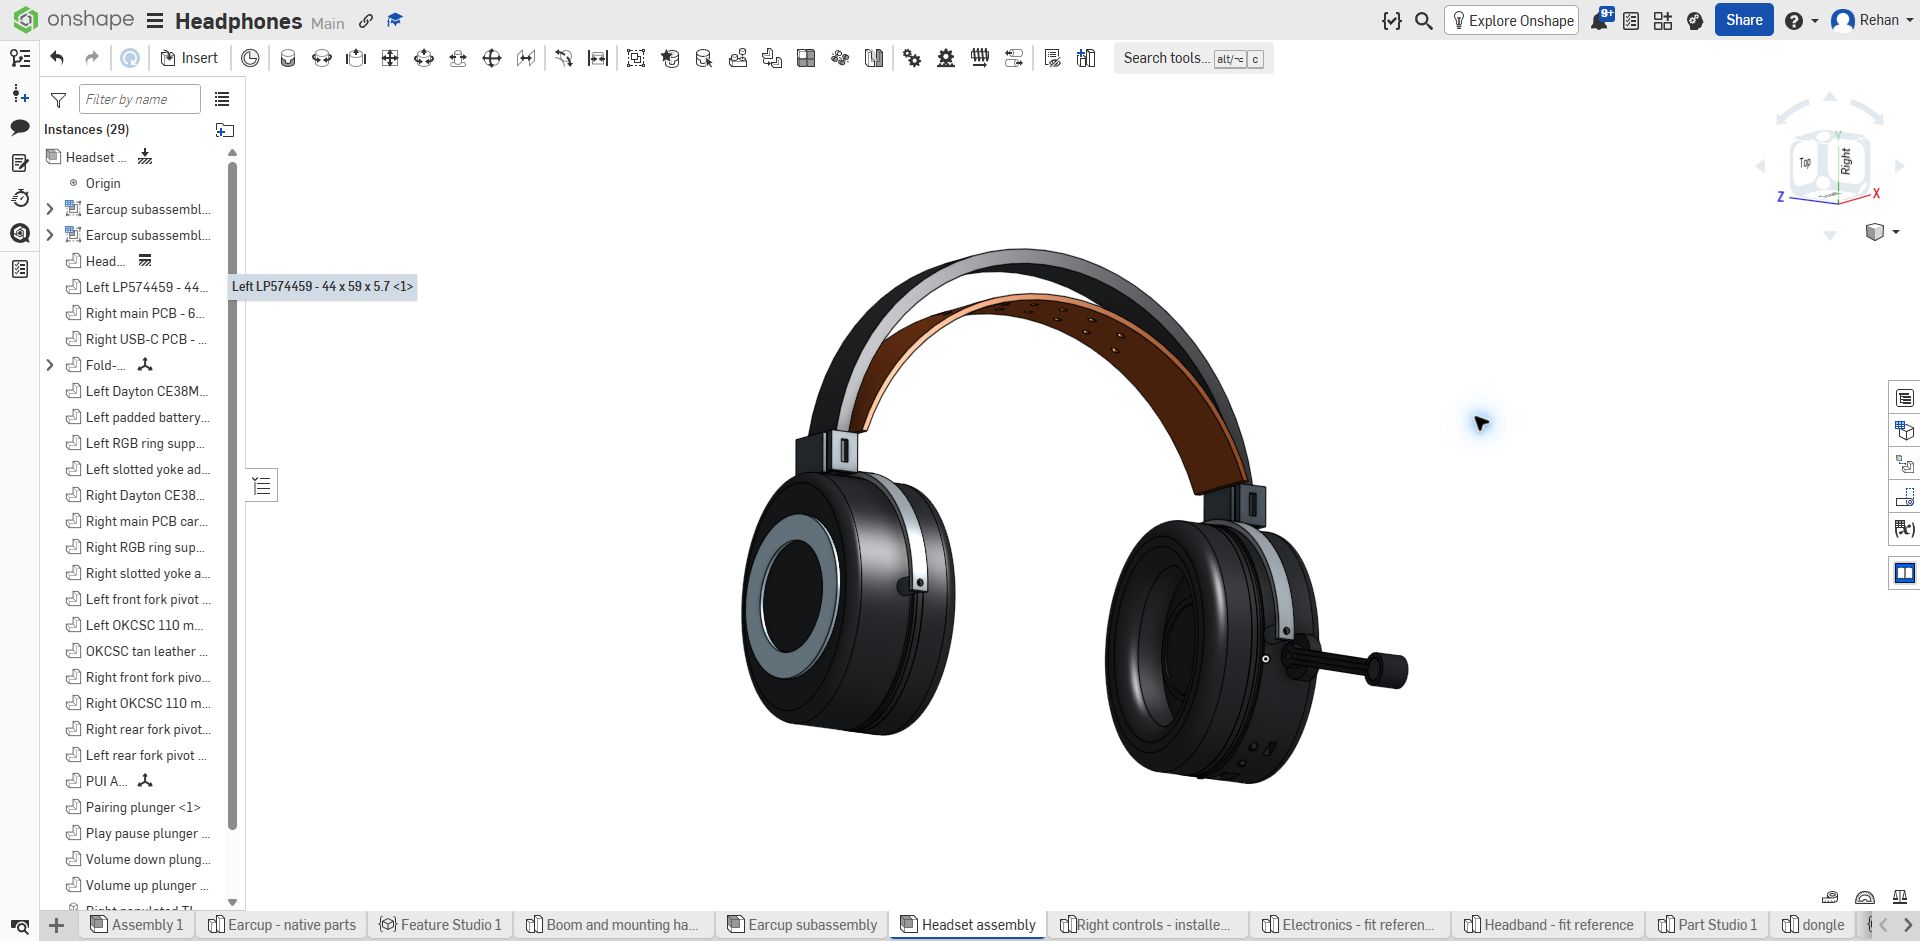 onshape Headphones Main Explore Onshape 9+ Share Rehan
Insert Search tools... alt/⌥ c
Filter by name
Instances (29)
Headset ...
Origin
Earcup subassembl...
Earcup subassembl...
Head...
Left LP574459 - 44...
Left LP574459 - 44 x 59 x 5.7 <1>
Right main PCB - 6...
Right USB-C PCB - ...
Fold-...
Left Dayton CE38M...
Left padded battery...
Left RGB ring supp...
Left slotted yoke ad...
Right Dayton CE38...
Right main PCB car...
Right RGB ring sup...
Right slotted yoke a...
Left front fork pivot ...
Left OKCSC 110 m...
OKCSC tan leather ...
Right front fork pivo...
Right OKCSC 110 m...
Right rear fork pivot...
Left rear fork pivot ...
PUI A...
Pairing plunger <1>
Play pause plunger ...
Volume down plung...
Volume up plunger ...
Top Right
Y
Z X
Assembly 1 Earcup - native parts Feature Studio 1 Boom and mounting ha... Earcup subassembly Headset assembly Right controls - installe... Electronics - fit referen... Headband - fit reference Part Studio 1 dongle